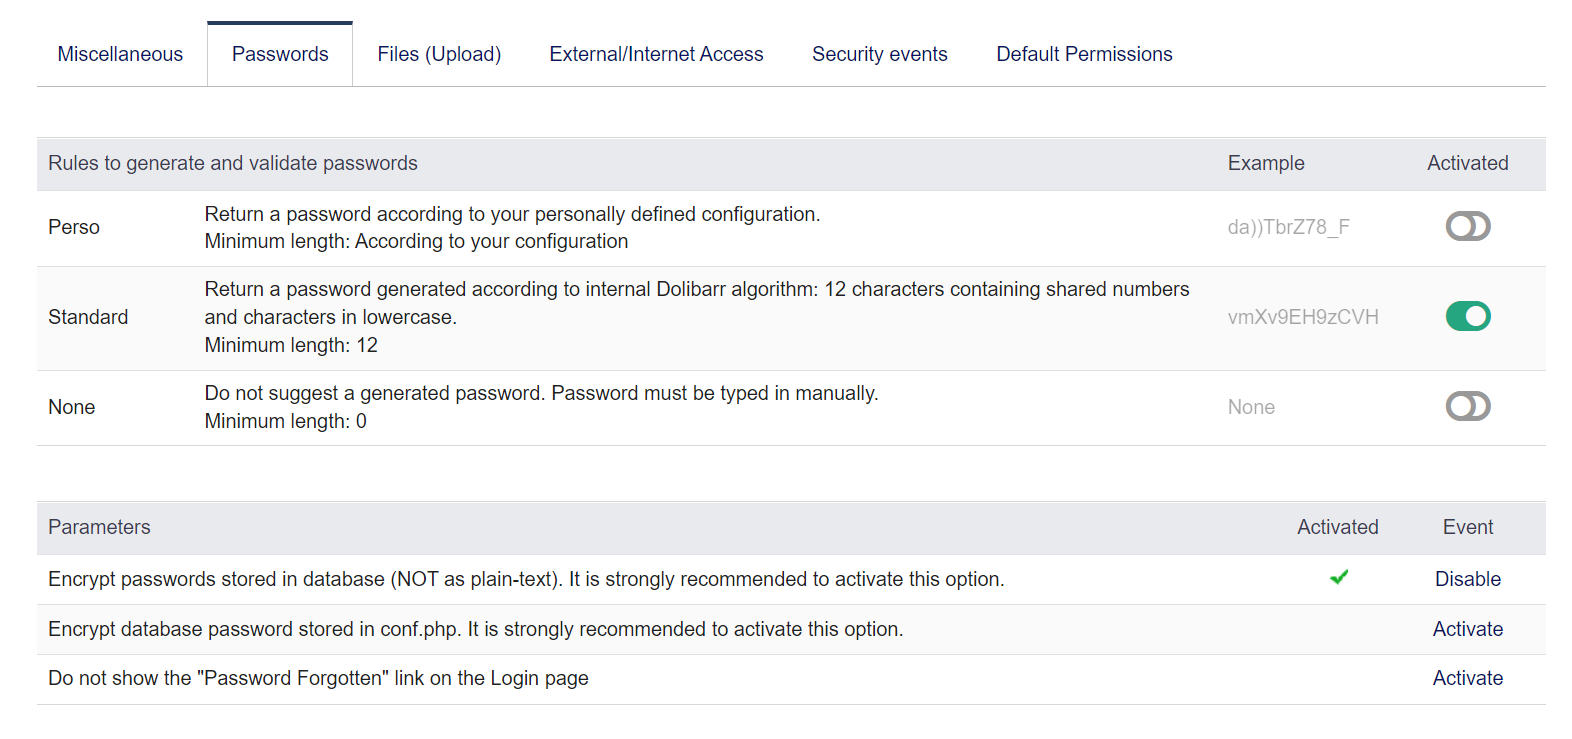 Miscellaneous Passwords Files (Upload) External/Internet Access Security events Default Permissions
Rules to generate and validate passwords Example Activated
Perso
Return a password according to your personally defined configuration.
Minimum length: According to your configuration
da))TbrZ78_F
Standard
Return a password generated according to internal Dolibarr algorithm: 12 characters containing shared numbers
and characters in lowercase.
Minimum length: 12
vmXv9EH9zCVH
None
Do not suggest a generated password. Password must be typed in manually.
Minimum length: 0
None
Parameters Activated Event
Encrypt passwords stored in database (NOT as plain-text). It is strongly recommended to activate this option. Disable
Encrypt database password stored in conf.php. It is strongly recommended to activate this option. Activate
Do not show the "Password Forgotten" link on the Login page Activate